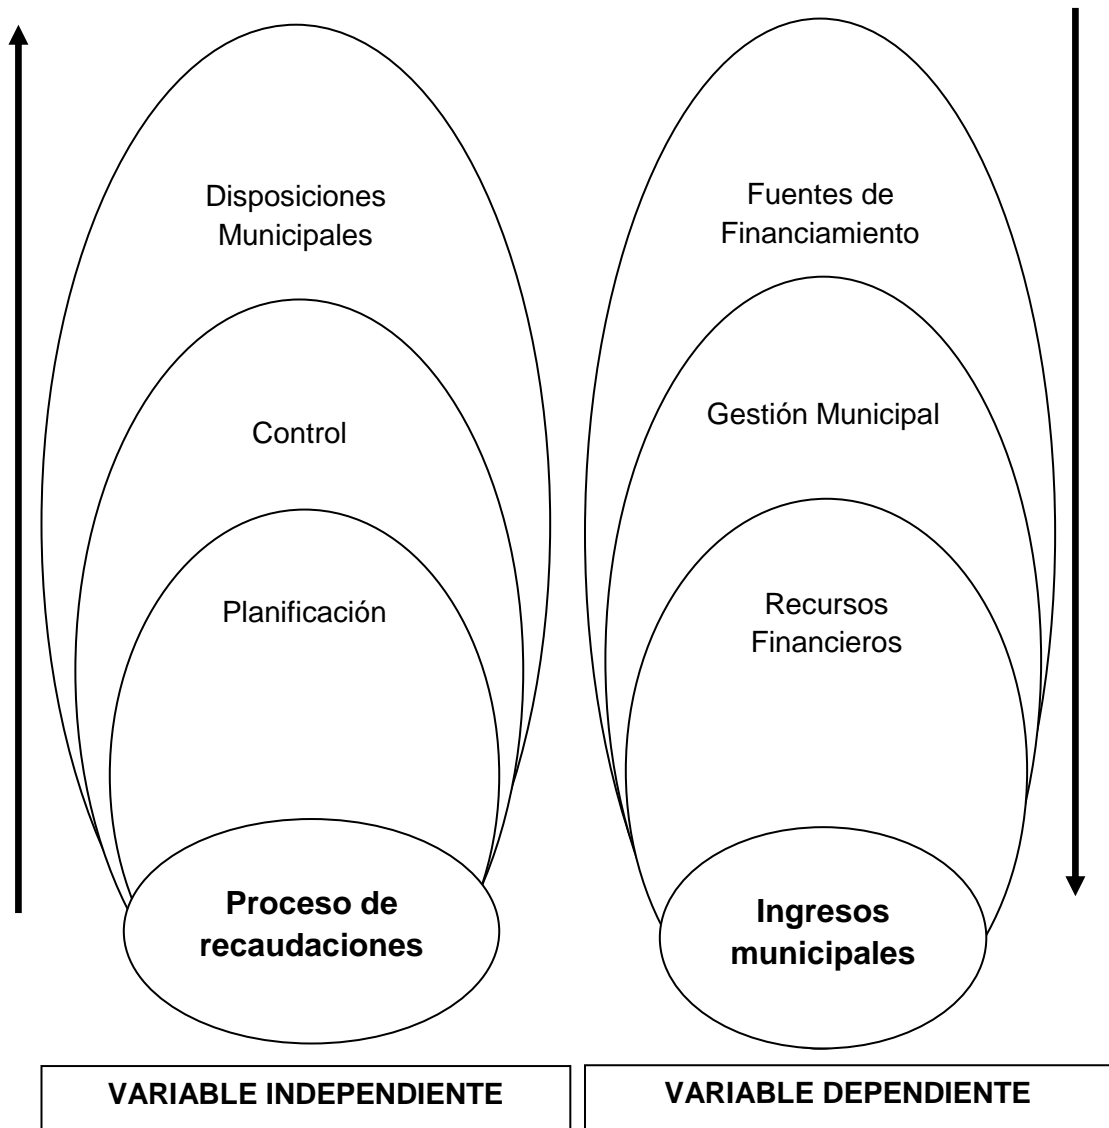 Disposiciones
Municipales
Control
Planificación
Proceso de
recaudaciones
VARIABLE INDEPENDIENTE
Fuentes de
Financiamiento
Gestión Municipal
Recursos
Financieros
Ingresos
municipales
VARIABLE DEPENDIENTE